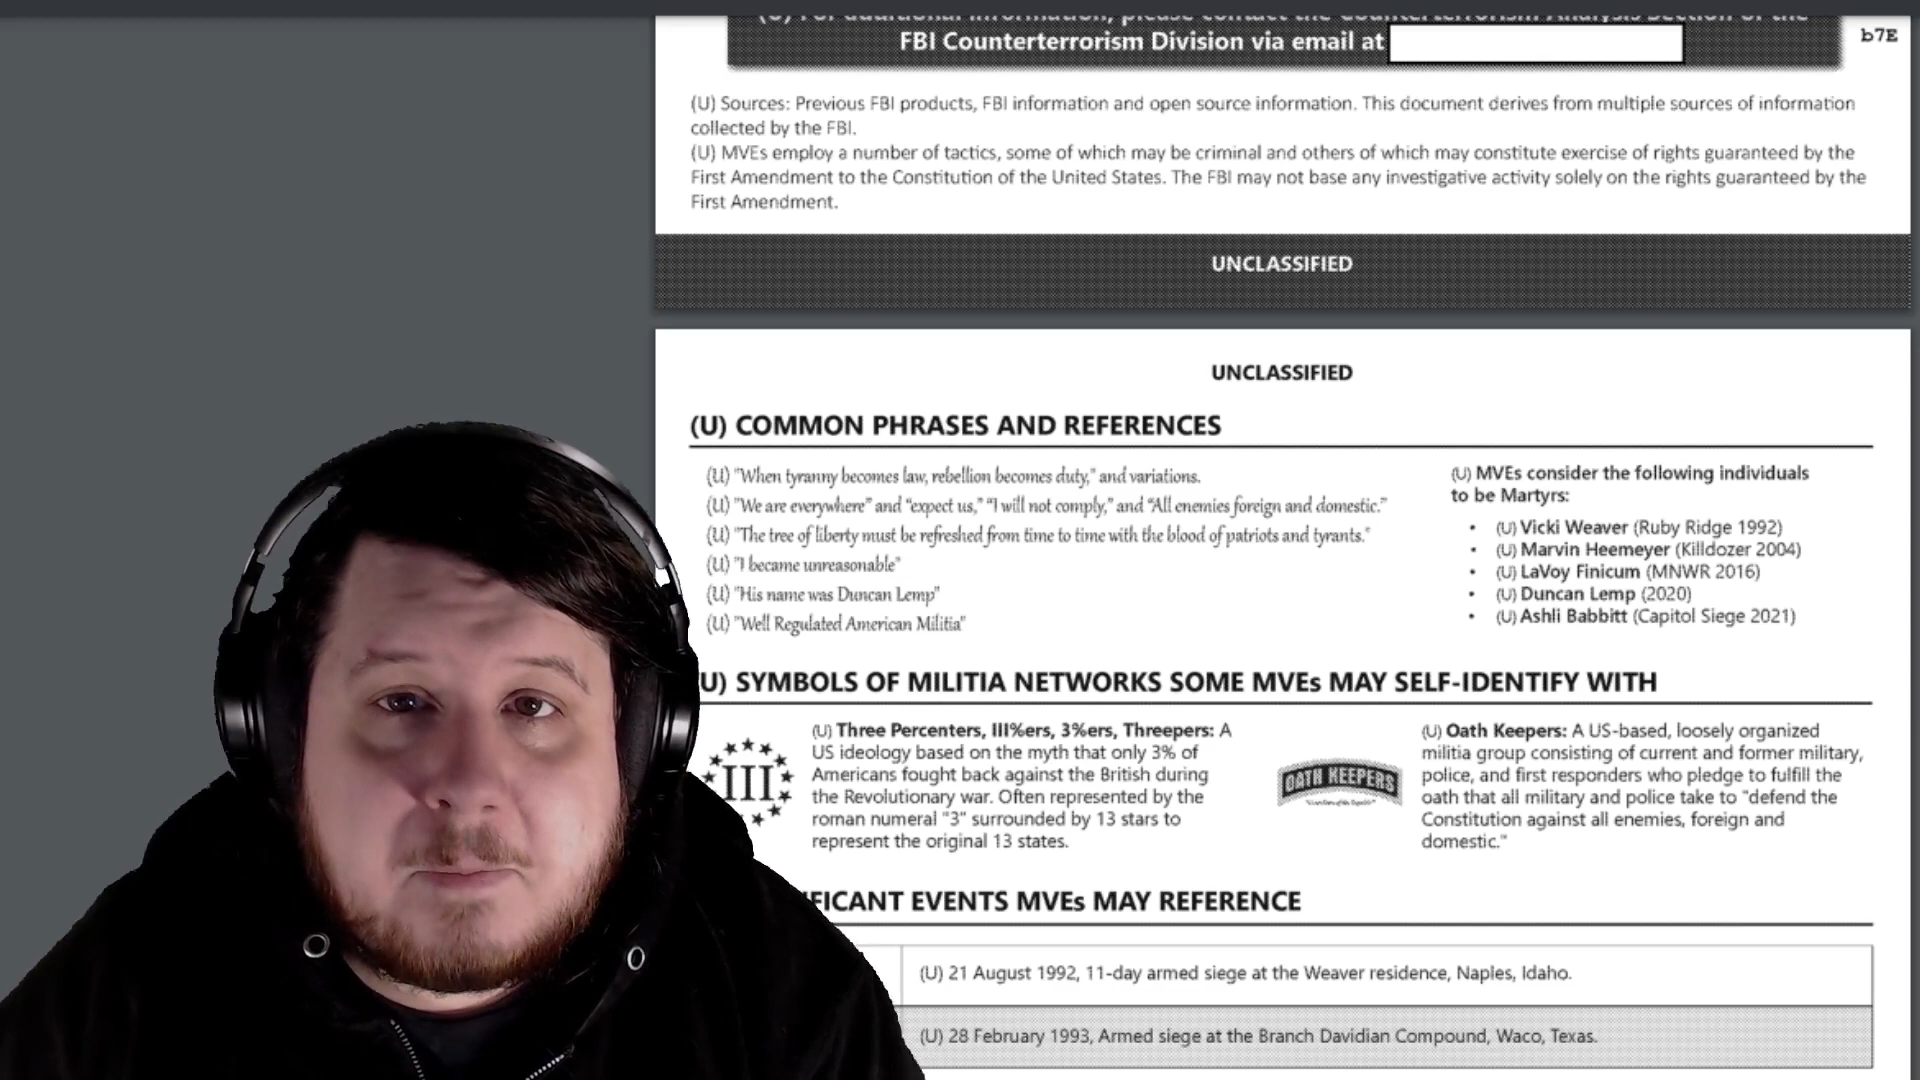 (U) For additional information, please contact the Counterterrorism Analysis Section of the
FBI Counterterrorism Division via email at
b7E
(U) Sources: Previous FBI products, FBI information and open source information. This document derives from multiple sources of information
collected by the FBI.
(U) MVEs employ a number of tactics, some of which may be criminal and others of which may constitute exercise of rights guaranteed by the
First Amendment to the Constitution of the United States. The FBI may not base any investigative activity solely on the rights guaranteed by the
First Amendment.
UNCLASSIFIED
UNCLASSIFIED
(U) COMMON PHRASES AND REFERENCES
(U) "When tyranny becomes law, rebellion becomes duty," and variations.
(U) "We are everywhere" and "expect us," "I will not comply," and "All enemies foreign and domestic."
(U) "The tree of liberty must be refreshed from time to time with the blood of patriots and tyrants."
(U) "I became unreasonable"
(U) "His name was Duncan Lemp"
(U) "Well Regulated American Militia"
(U) MVEs consider the following individuals
to be Martyrs:
• (U) Vicki Weaver (Ruby Ridge 1992)
• (U) Marvin Heemeyer (Killdozer 2004)
• (U) LaVoy Finicum (MNWR 2016)
• (U) Duncan Lemp (2020)
• (U) Ashli Babbitt (Capitol Siege 2021)
U) SYMBOLS OF MILITIA NETWORKS SOME MVEs MAY SELF-IDENTIFY WITH
III
(U) Three Percenters, III%ers, 3%ers, Threepers: A
US ideology based on the myth that only 3% of
Americans fought back against the British during
the Revolutionary war. Often represented by the
roman numeral "3" surrounded by 13 stars to
represent the original 13 states.
OATH KEEPERS
(U) Oath Keepers: A US-based, loosely organized
militia group consisting of current and former military,
police, and first responders who pledge to fulfill the
oath that all military and police take to "defend the
Constitution against all enemies, foreign and
domestic."
FICANT EVENTS MVEs MAY REFERENCE
(U) 21 August 1992, 11-day armed siege at the Weaver residence, Naples, Idaho.
(U) 28 February 1993, Armed siege at the Branch Davidian Compound, Waco, Texas.